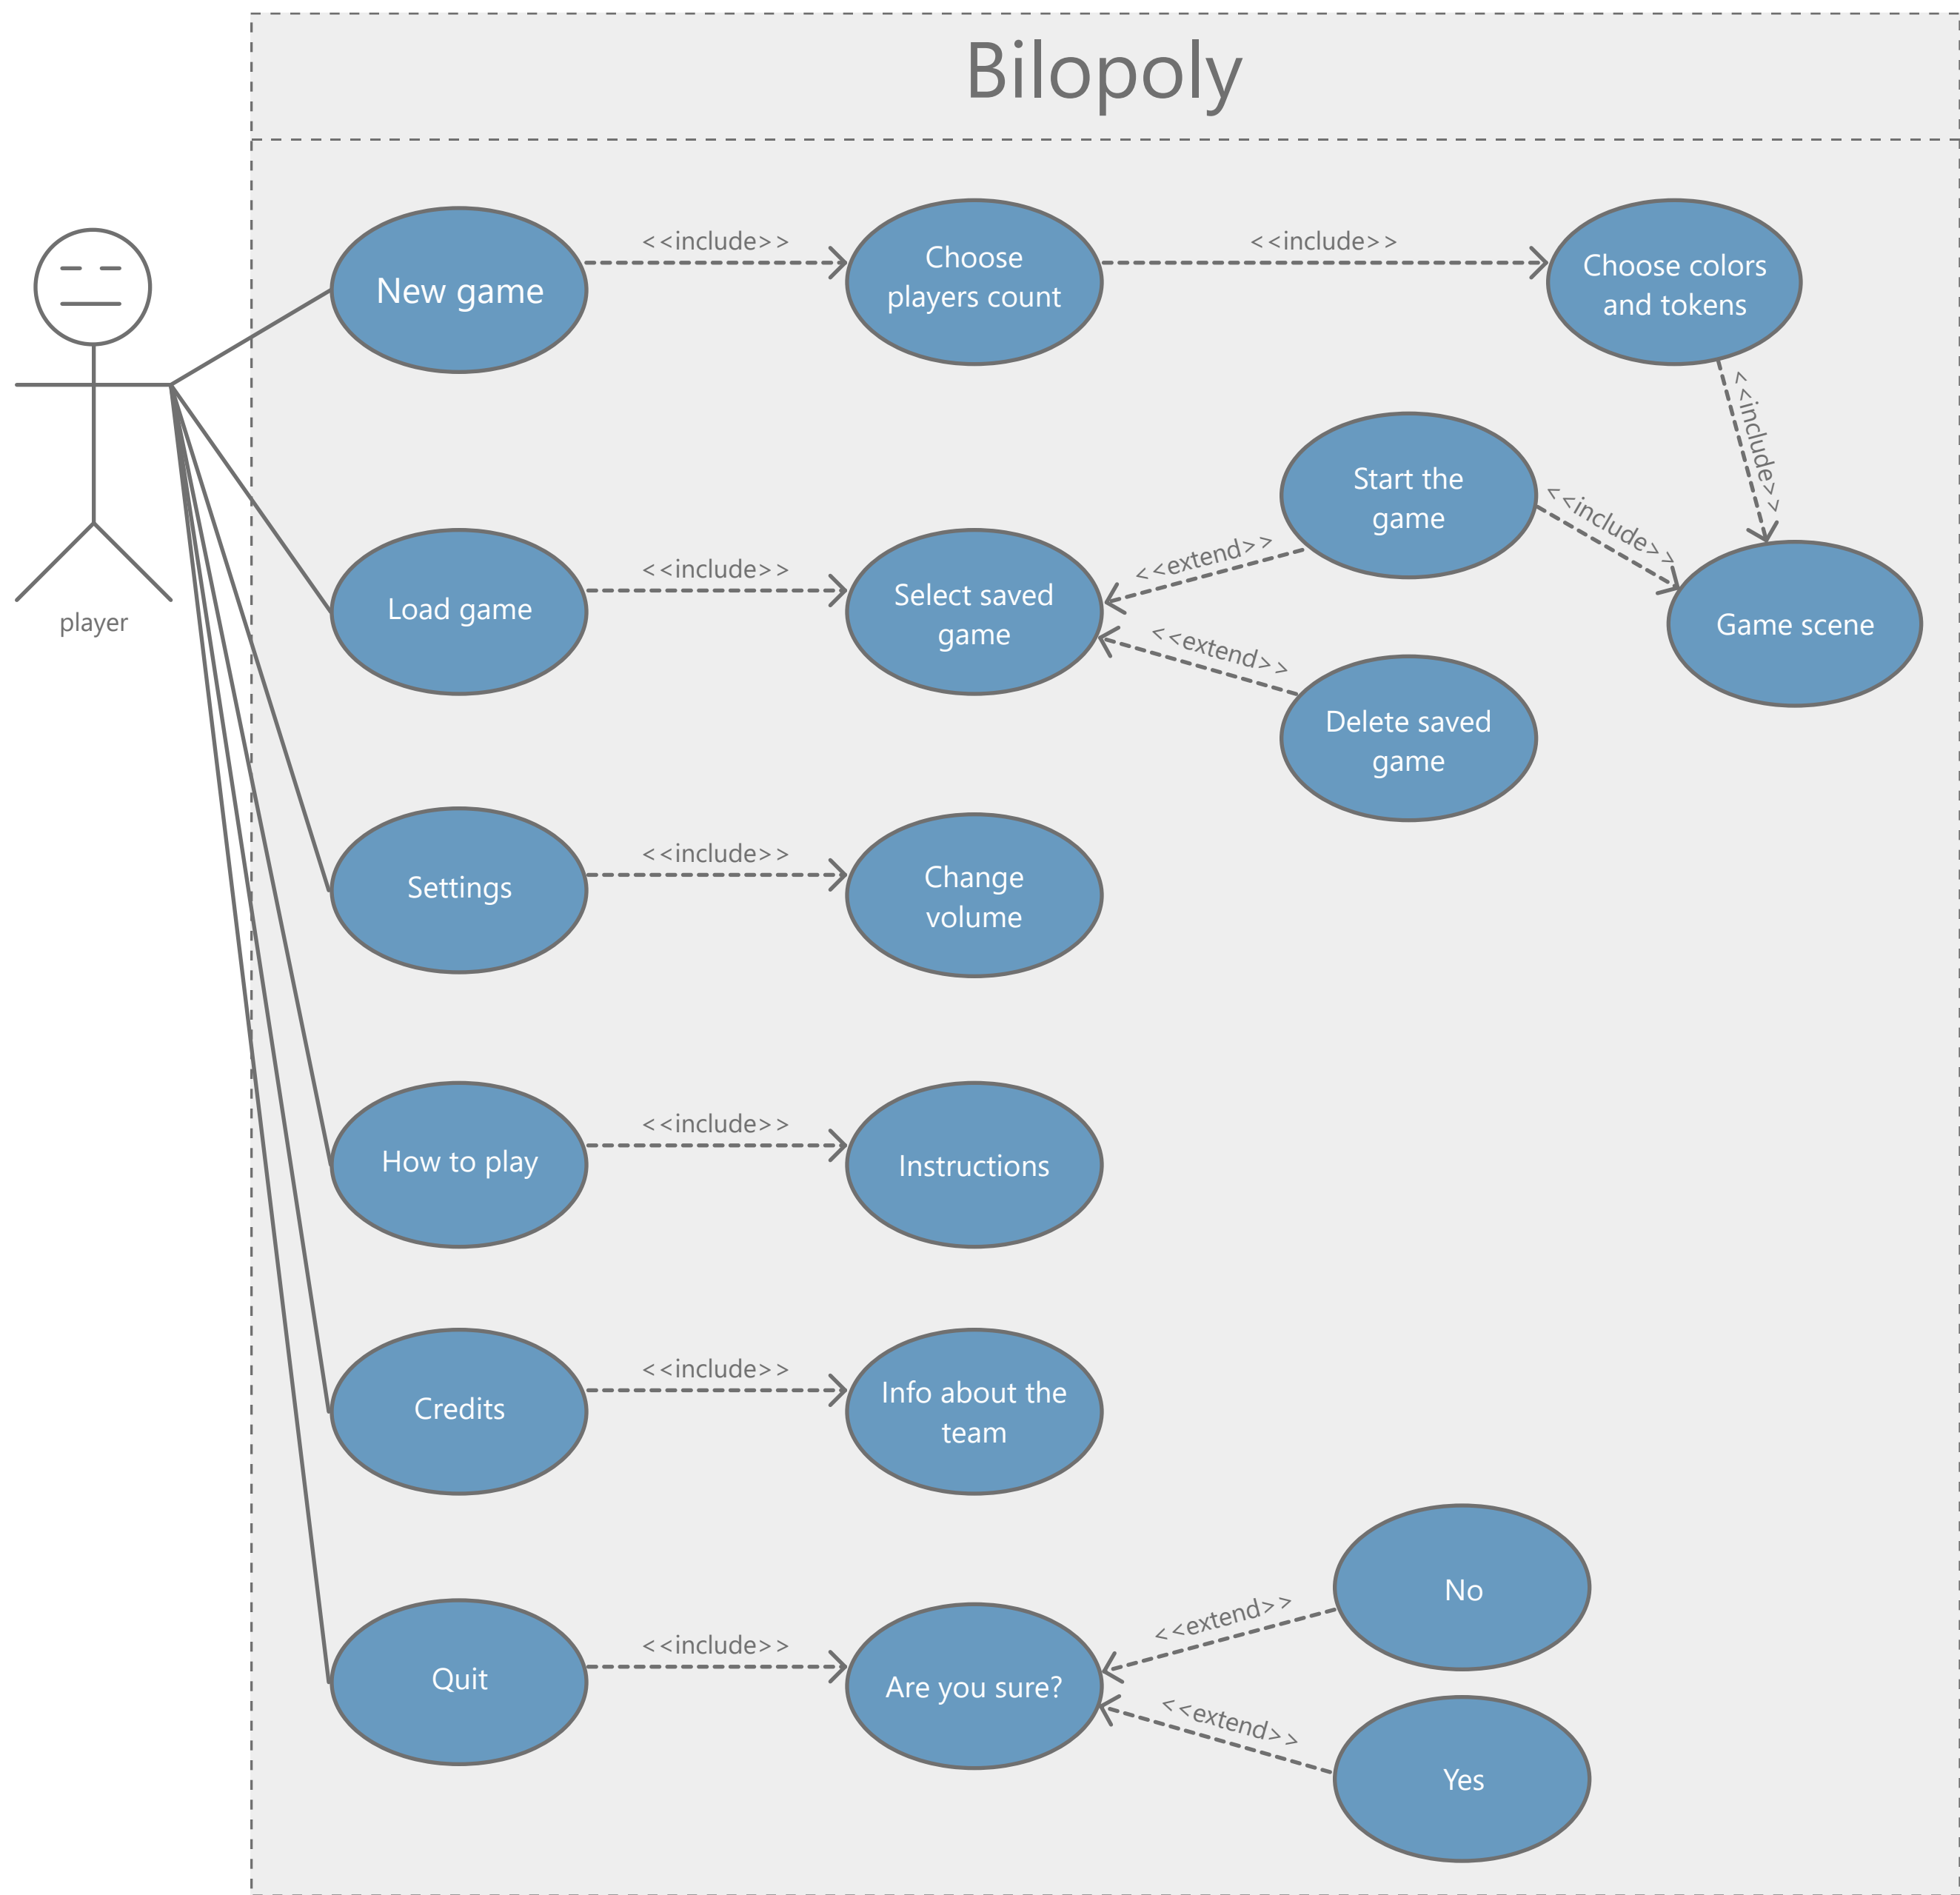 Bilopoly
player
New game
<<include>>
Choose
players count
<<include>>
Choose colors
and tokens
<<include>>
Load game
<<include>>
Select saved
game
<<extend>>
Start the
game
<<include>>
Game scene
<<extend>>
Delete saved
game
Settings
<<include>>
Change
volume
How to play
<<include>>
Instructions
Credits
<<include>>
Info about the
team
Quit
<<include>>
Are you sure?
<<extend>>
No
<<extend>>
Yes